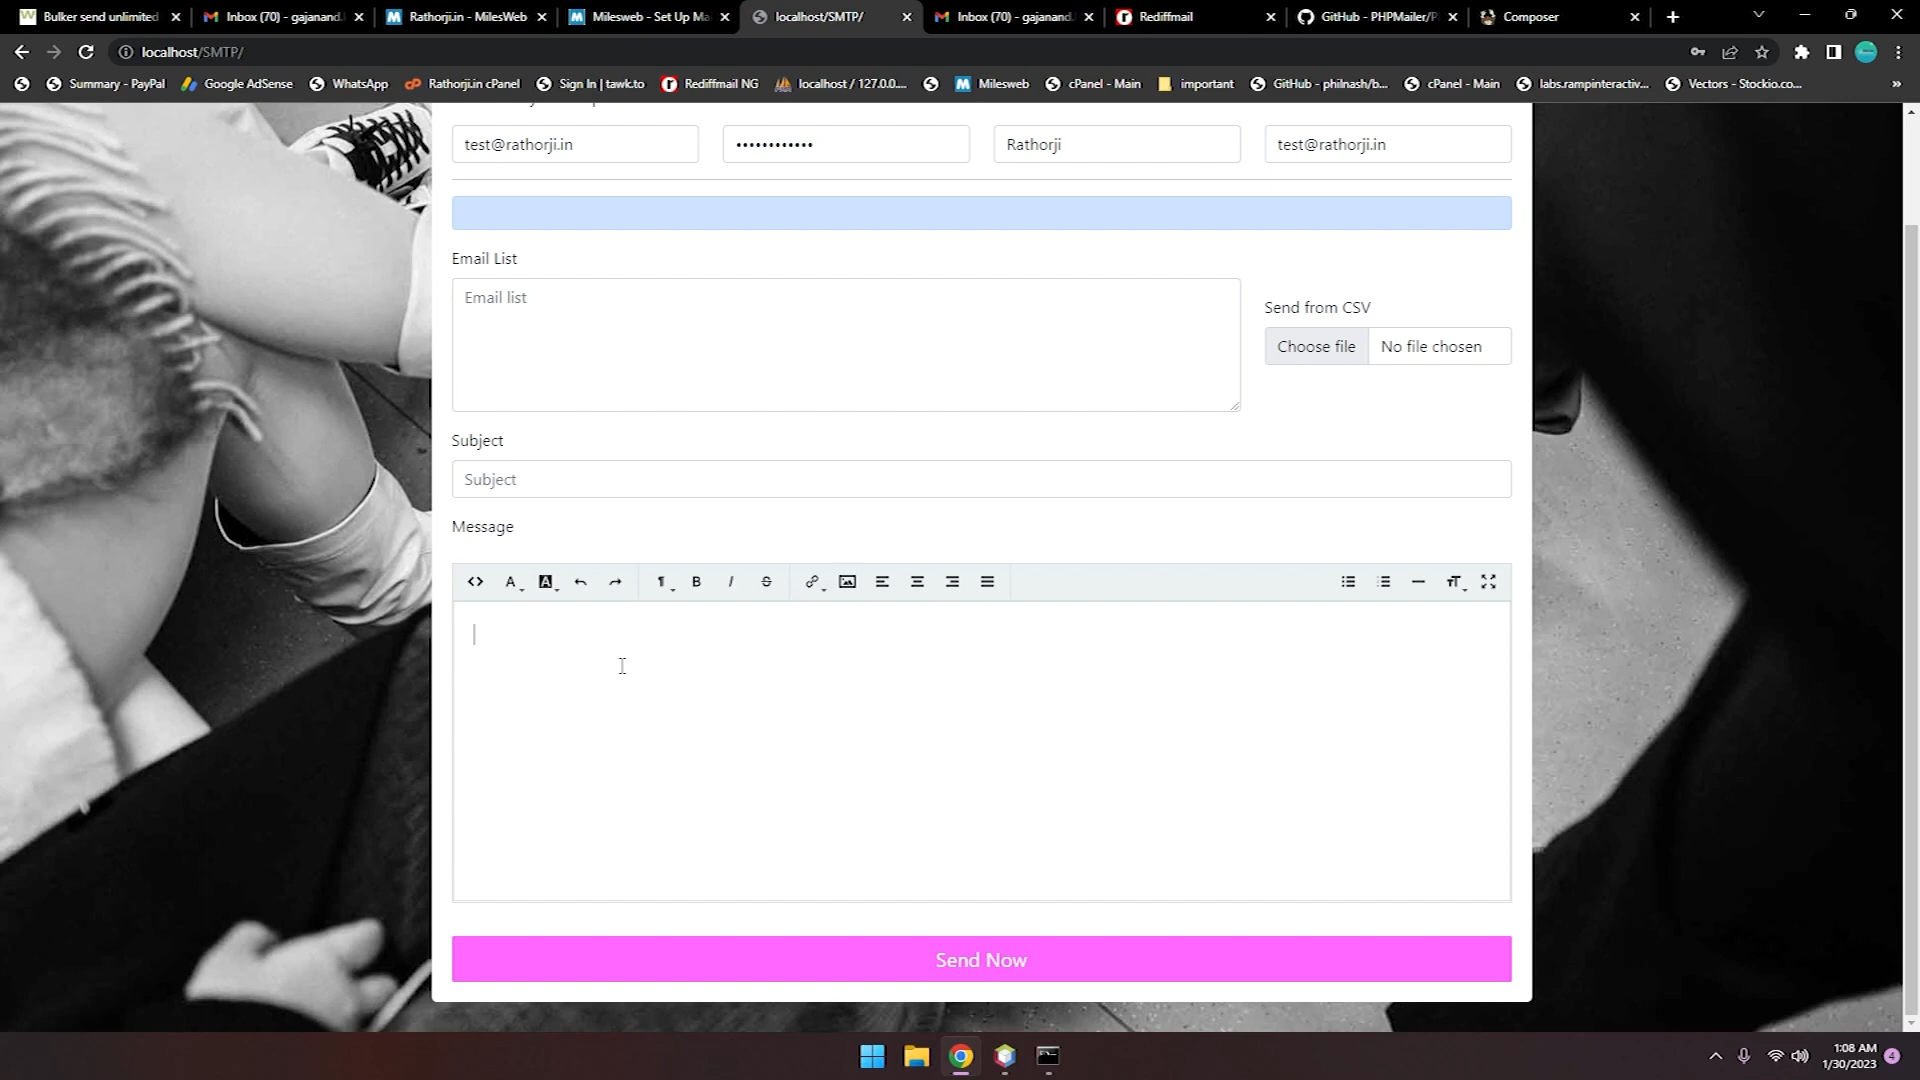 Bulker send unlimited
Inbox (70) - gajanand.
Rathorji.in - MilesWeb
Milesweb - Set Up Ma
localhost/SMTP/
Inbox (70) - gajanand.
Rediffmail
GitHub - PHPMailer/P
Composer
localhost/SMTP/
Summary - PayPal
Google AdSense
WhatsApp
Rathorji.in cPanel
Sign In | tawk.to
Rediffmail NG
localhost / 127.0.0....
Milesweb
cPanel - Main
important
GitHub - philnash/b...
cPanel - Main
labs.rampinteractiv...
Vectors - Stockio.co...
»
test@rathorji.in
••••••••••••
Rathorji
test@rathorji.in
Email List
Email list
Send from CSV
Choose file
No file chosen
Subject
Subject
Message
Send Now
1:08 AM
1/30/2023
4